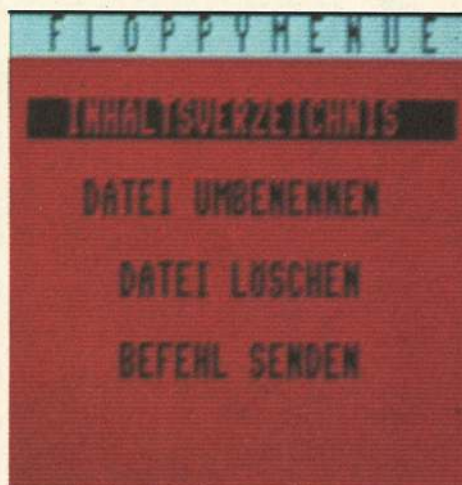 FLOPPYMENUE
INHALTSVERZEICHNIS
DATEI UMBENENNEN
DATEI LÖSCHEN
BEFEHL SENDEN